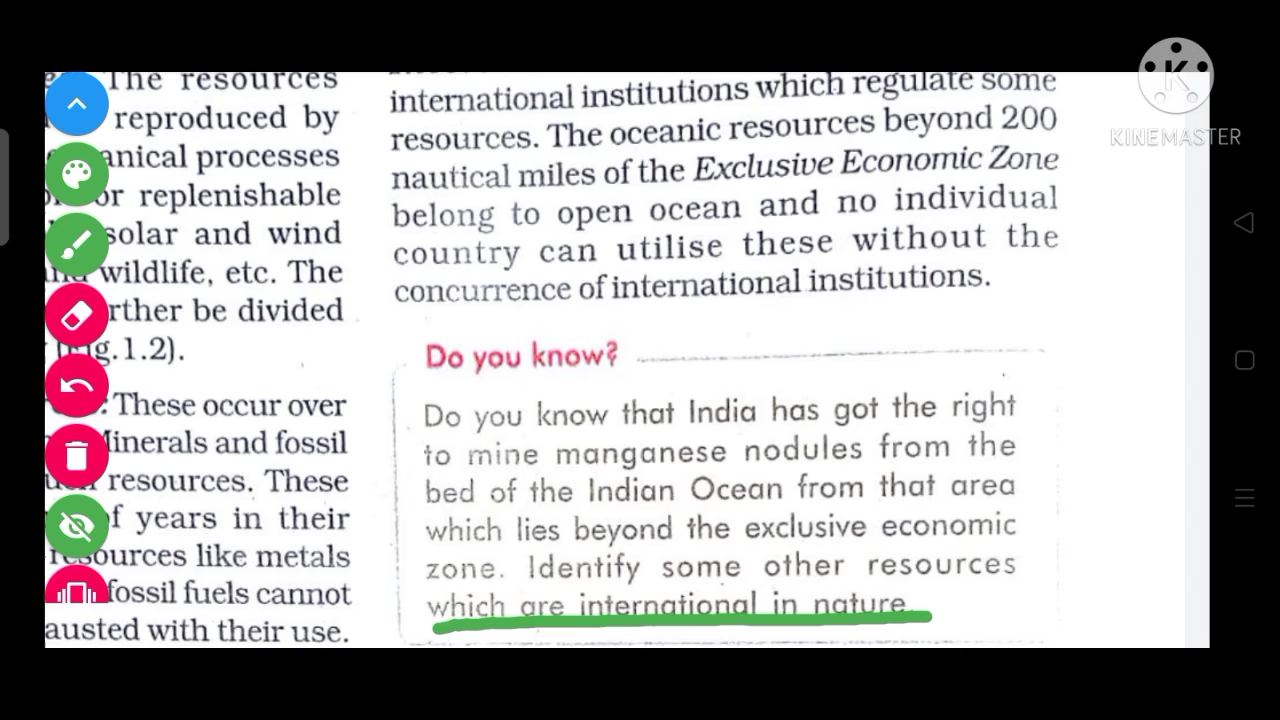 The resources
reproduced by
anical processes
or replenishable
solar and wind
wildlife, etc. The
rther be divided
g.1.2).
These occur over
inerals and fossil
resources. These
f years in their
resources like metals
fossil fuels cannot
austed with their use.
international institutions which regulate some
resources. The oceanic resources beyond 200
nautical miles of the Exclusive Economic Zone
belong to open ocean and no individual
country can utilise these without the
concurrence of international institutions.
Do you know?
Do you know that India has got the right
to mine manganese nodules from the
bed of the Indian Ocean from that area
which lies beyond the exclusive economic
zone. Identify some other resources
which are international in nature.
K
KINEMASTER